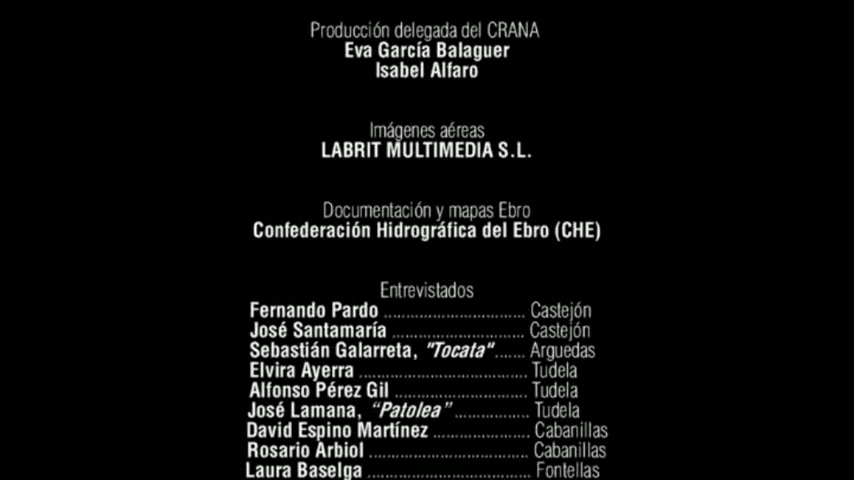 Producción delegada del CRANA
Eva García Balaguer
Isabel Alfaro
Imágenes aéreas
LABRIT MULTIMEDIA S.L.
Documentación y mapas Ebro
Confederación Hidrográfica del Ebro (CHE)
Entrevistados
Fernando Pardo ................................ Castejón
José Santamaría .............................. Castejón
Sebastián Galarreta, "Tocata"....... Arguedas
Elvira Ayerra ...................................... Tudela
Alfonso Pérez Gil .............................. Tudela
José Lamana, “Patolea” ................. Tudela
David Espino Martínez ...................... Cabanillas
Rosario Arbiol .................................... Cabanillas
Laura Baselga ..................................... Fontellas